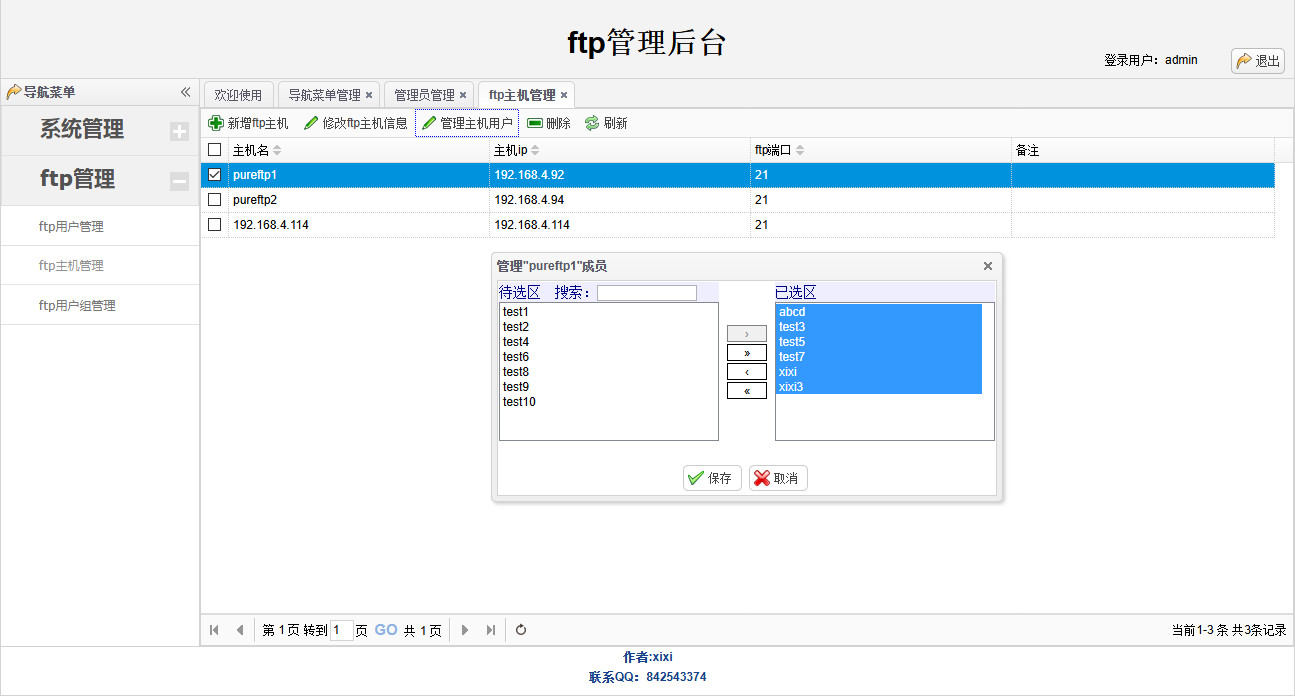 ftp管理后台
登录用户：admin
退出
导航菜单
系统管理
ftp管理
ftp用户管理
ftp主机管理
ftp用户组管理
欢迎使用 导航菜单管理 管理员管理 ftp主机管理
新增ftp主机 修改ftp主机信息 管理主机用户 删除 刷新
主机名 主机ip ftp端口 备注
pureftp1 192.168.4.92 21
pureftp2 192.168.4.94 21
192.168.4.114 192.168.4.114 21
管理"pureftp1"成员
待选区 搜索： 已选区
test1
test2
test4
test6
test8
test9
test10
›
»
‹
«
abcd
test3
test5
test7
xixi
xixi3
保存 取消
第 1 页 转到 1 页 GO 共 1 页
当前1-3 条 共3条记录
作者:xixi
联系QQ：842543374